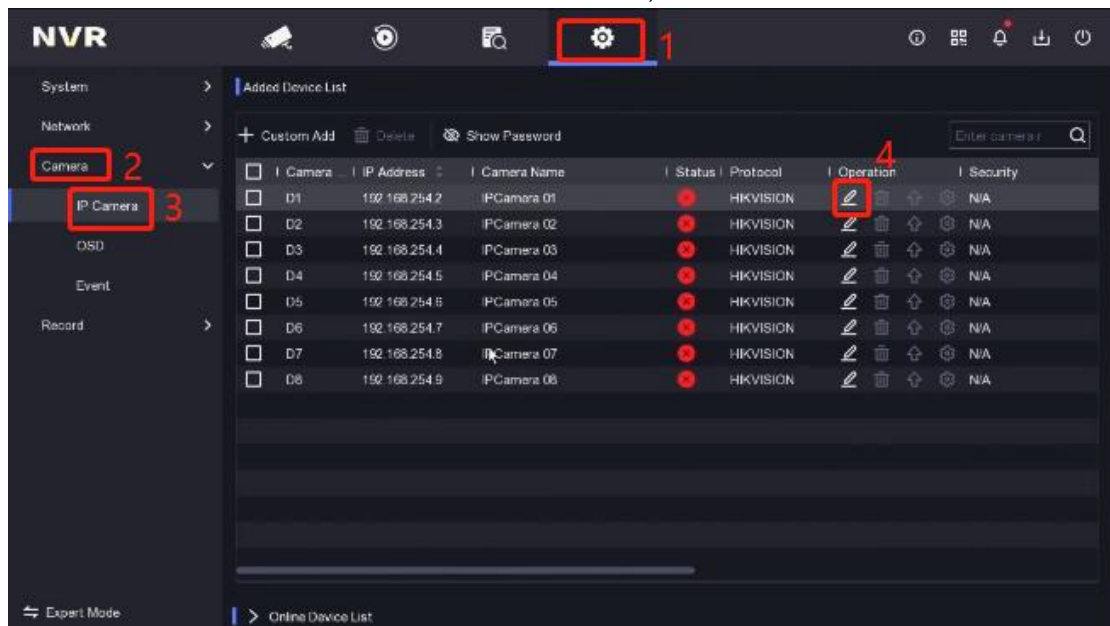 NVR
1
System
Network
Camera 2
IP Camera 3
OSD
Event
Record
Expert Mode
Added Device List
Custom Add Delete Show Password Enter camera r
4
Camera ... IP Address Camera Name Status Protocol Operation Security
D1 192.168.254.2 IPCamera 01 HIKVISION N/A
D2 192.168.254.3 IPCamera 02 HIKVISION N/A
D3 192.168.254.4 IPCamera 03 HIKVISION N/A
D4 192.168.254.5 IPCamera 04 HIKVISION N/A
D5 192.168.254.6 IPCamera 05 HIKVISION N/A
D6 192.168.254.7 IPCamera 06 HIKVISION N/A
D7 192.168.254.8 IPCamera 07 HIKVISION N/A
D8 192.168.254.9 IPCamera 08 HIKVISION N/A
Online Device List